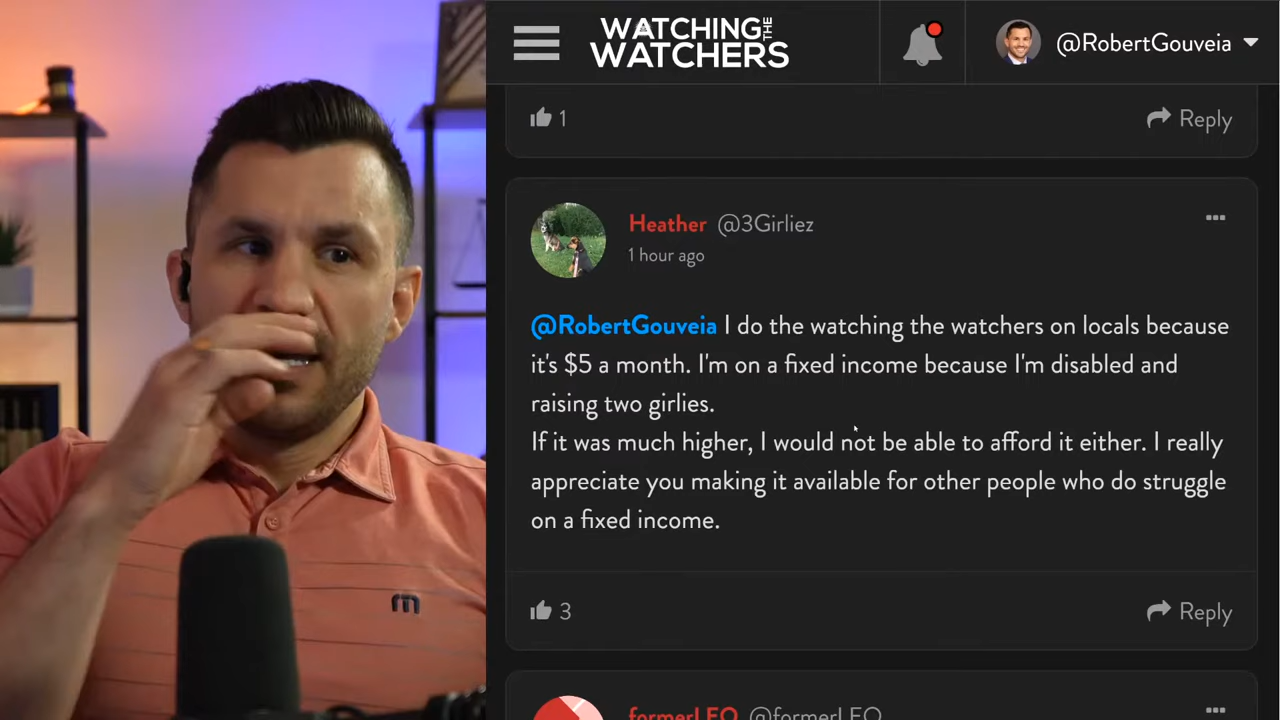 WATCHING THE
WATCHERS
@RobertGouveia
1
Reply
Heather @3Girliez
1 hour ago
@RobertGouveia I do the watching the watchers on locals because
it's $5 a month. I'm on a fixed income because I'm disabled and
raising two girlies.
If it was much higher, I would not be able to afford it either. I really
appreciate you making it available for other people who do struggle
on a fixed income.
3
Reply
formerLEO @formerLEO
m